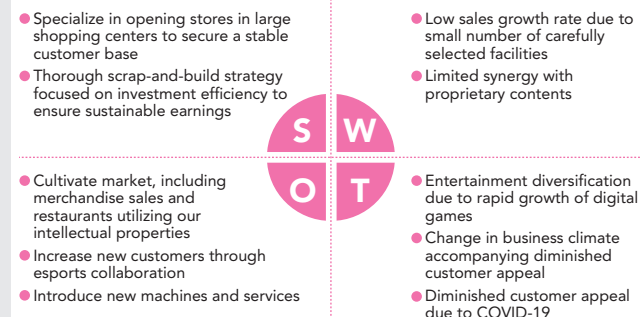 ● Specialize in opening stores in large
shopping centers to secure a stable
customer base
● Thorough scrap-and-build strategy
focused on investment efficiency to
ensure sustainable earnings
● Low sales growth rate due to
small number of carefully
selected facilities
● Limited synergy with
proprietary contents
S W
O T
● Cultivate market, including
merchandise sales and
restaurants utilizing our
intellectual properties
● Increase new customers through
esports collaboration
● Introduce new machines and services
● Entertainment diversification
due to rapid growth of digital
games
● Change in business climate
accompanying diminished
customer appeal
● Diminished customer appeal
due to COVID-19